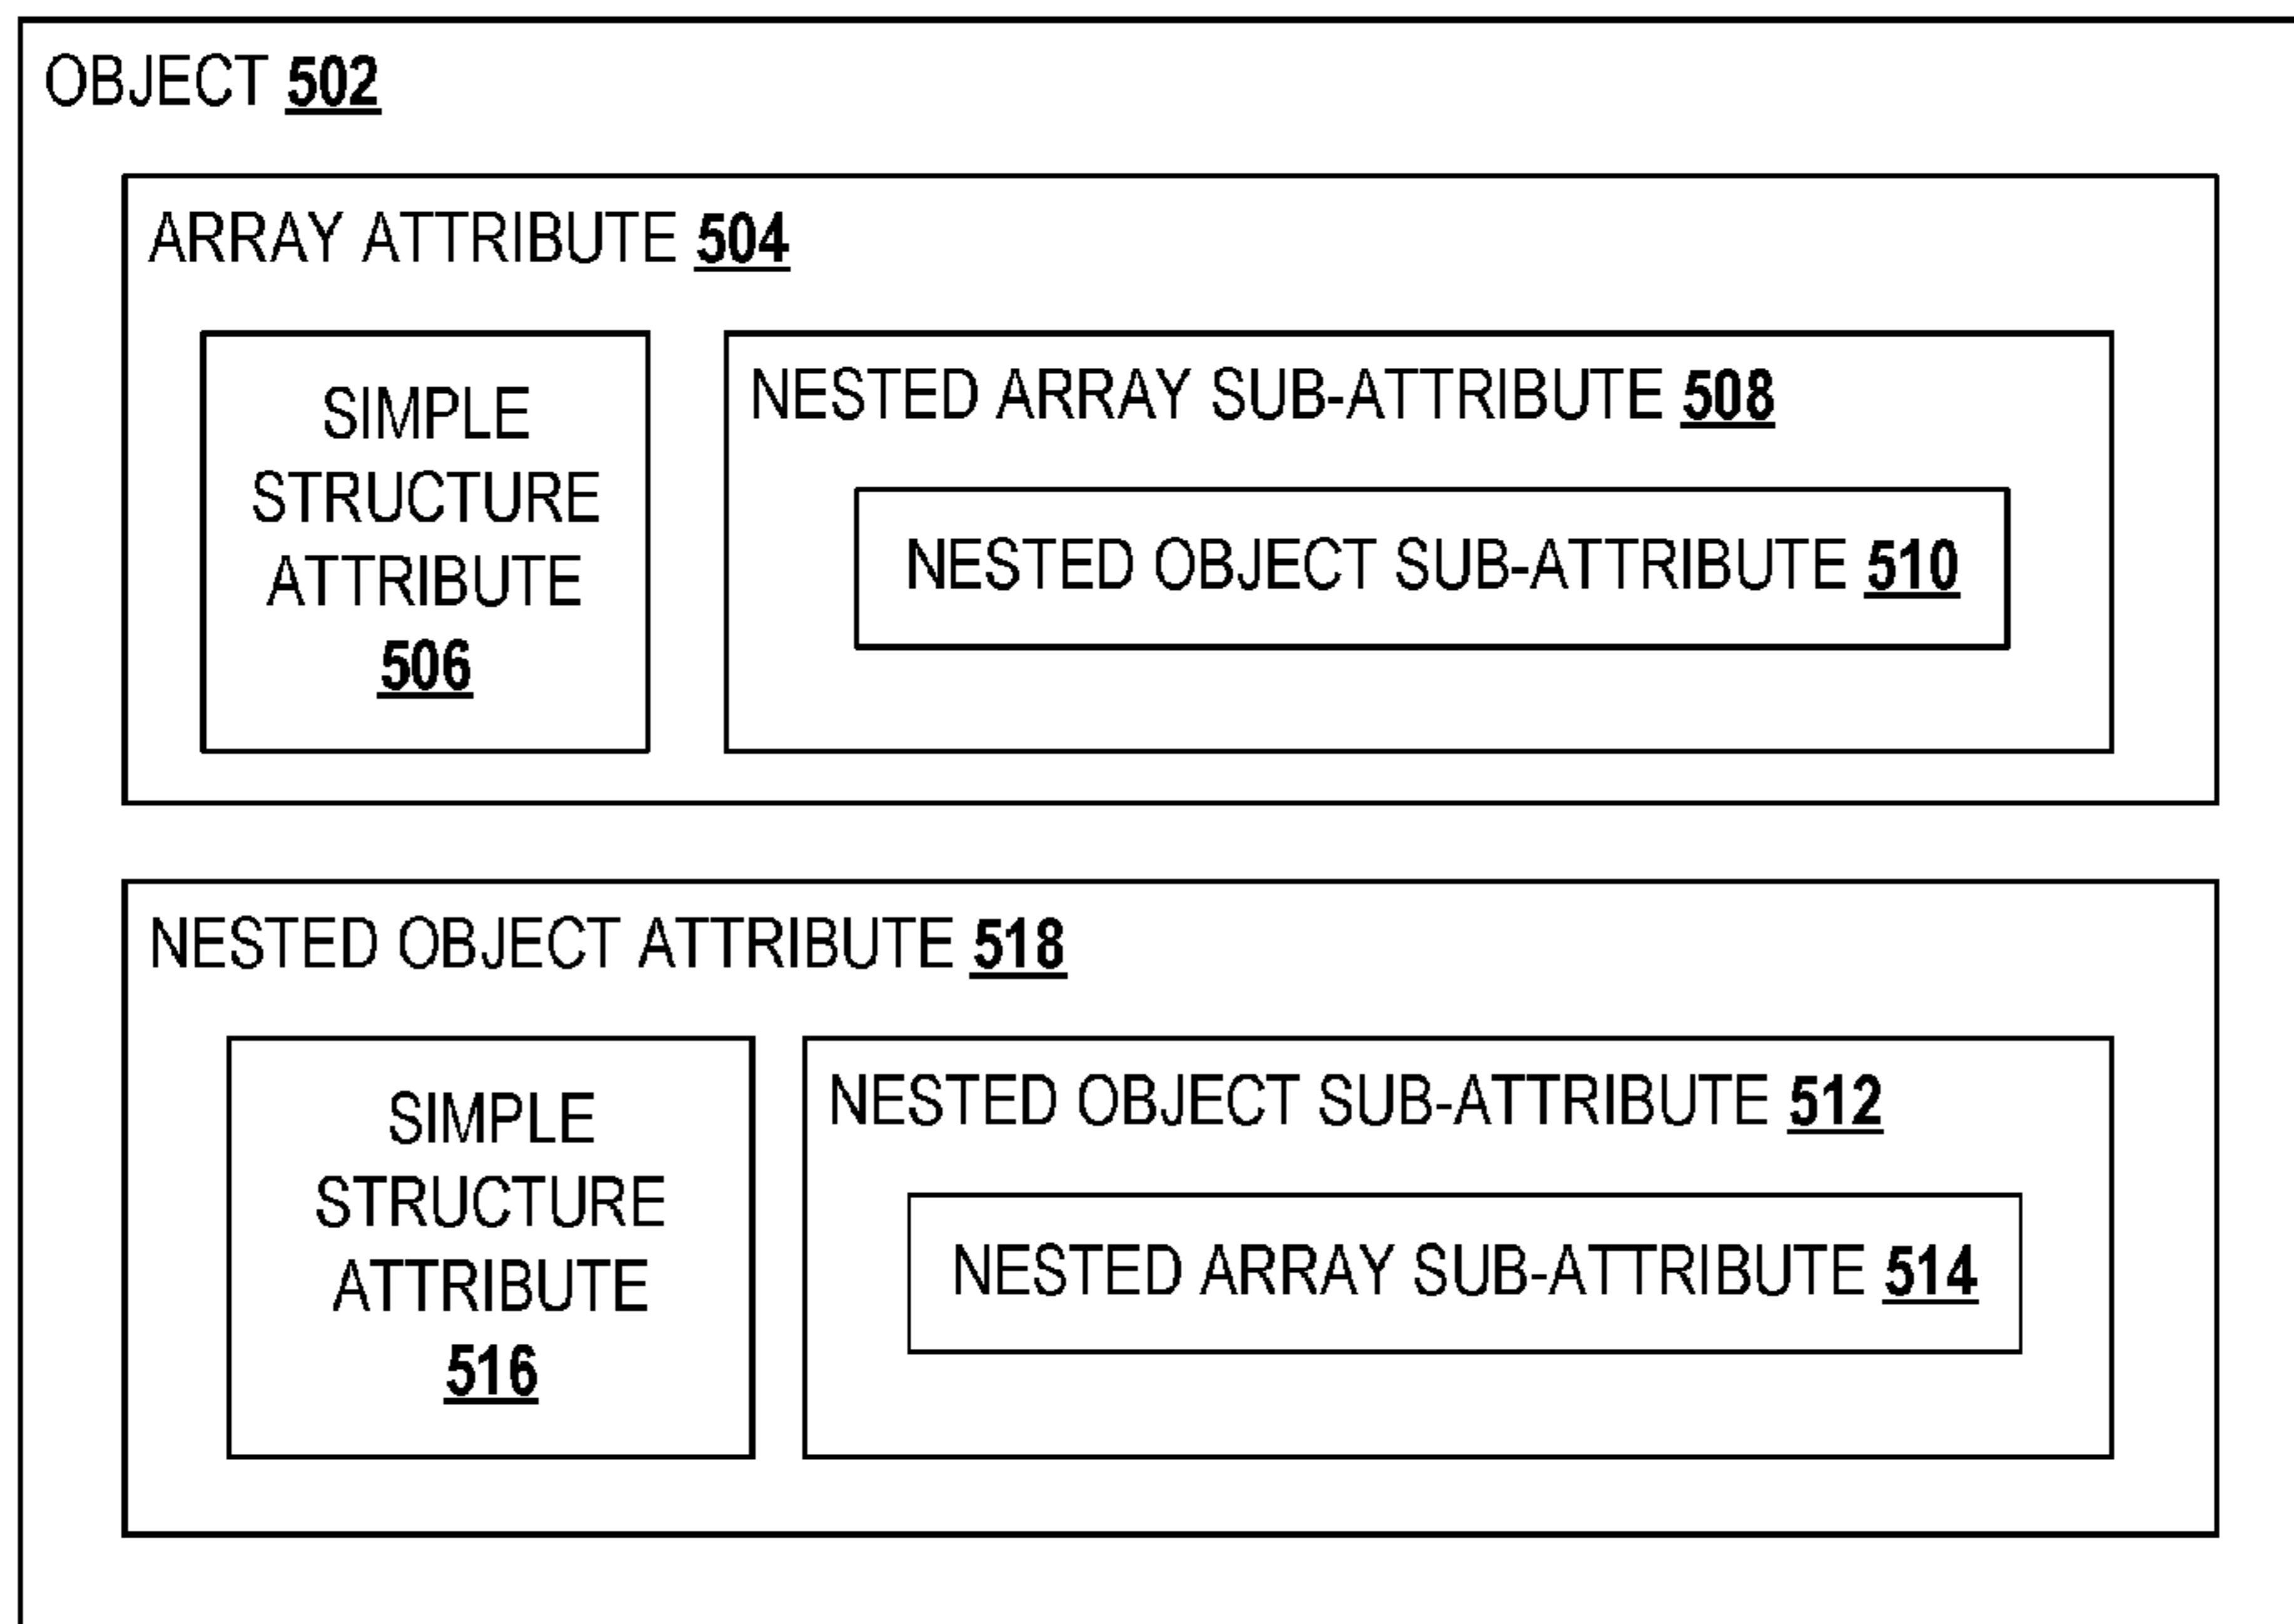 OBJECT 502
ARRAY ATTRIBUTE 504
SIMPLE
STRUCTURE
ATTRIBUTE
506
NESTED ARRAY SUB-ATTRIBUTE 508
NESTED OBJECT SUB-ATTRIBUTE 510
NESTED OBJECT ATTRIBUTE 518
SIMPLE
STRUCTURE
ATTRIBUTE
516
NESTED OBJECT SUB-ATTRIBUTE 512
NESTED ARRAY SUB-ATTRIBUTE 514